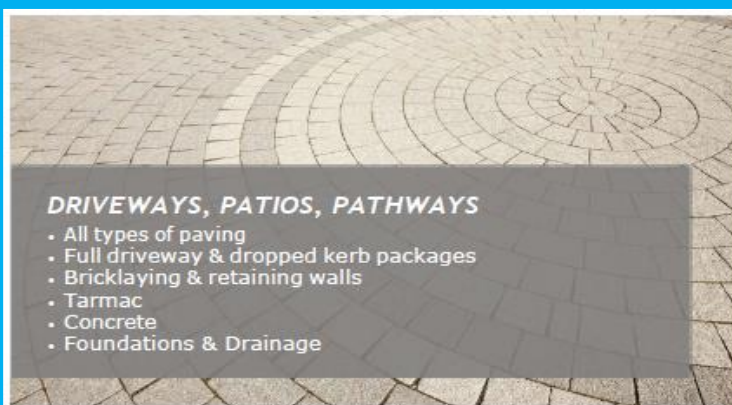 DRIVEWAYS, PATIOS, PATHWAYS
• All types of paving
• Full driveway & dropped kerb packages
• Bricklaying & retaining walls
• Tarmac
• Concrete
• Foundations & Drainage